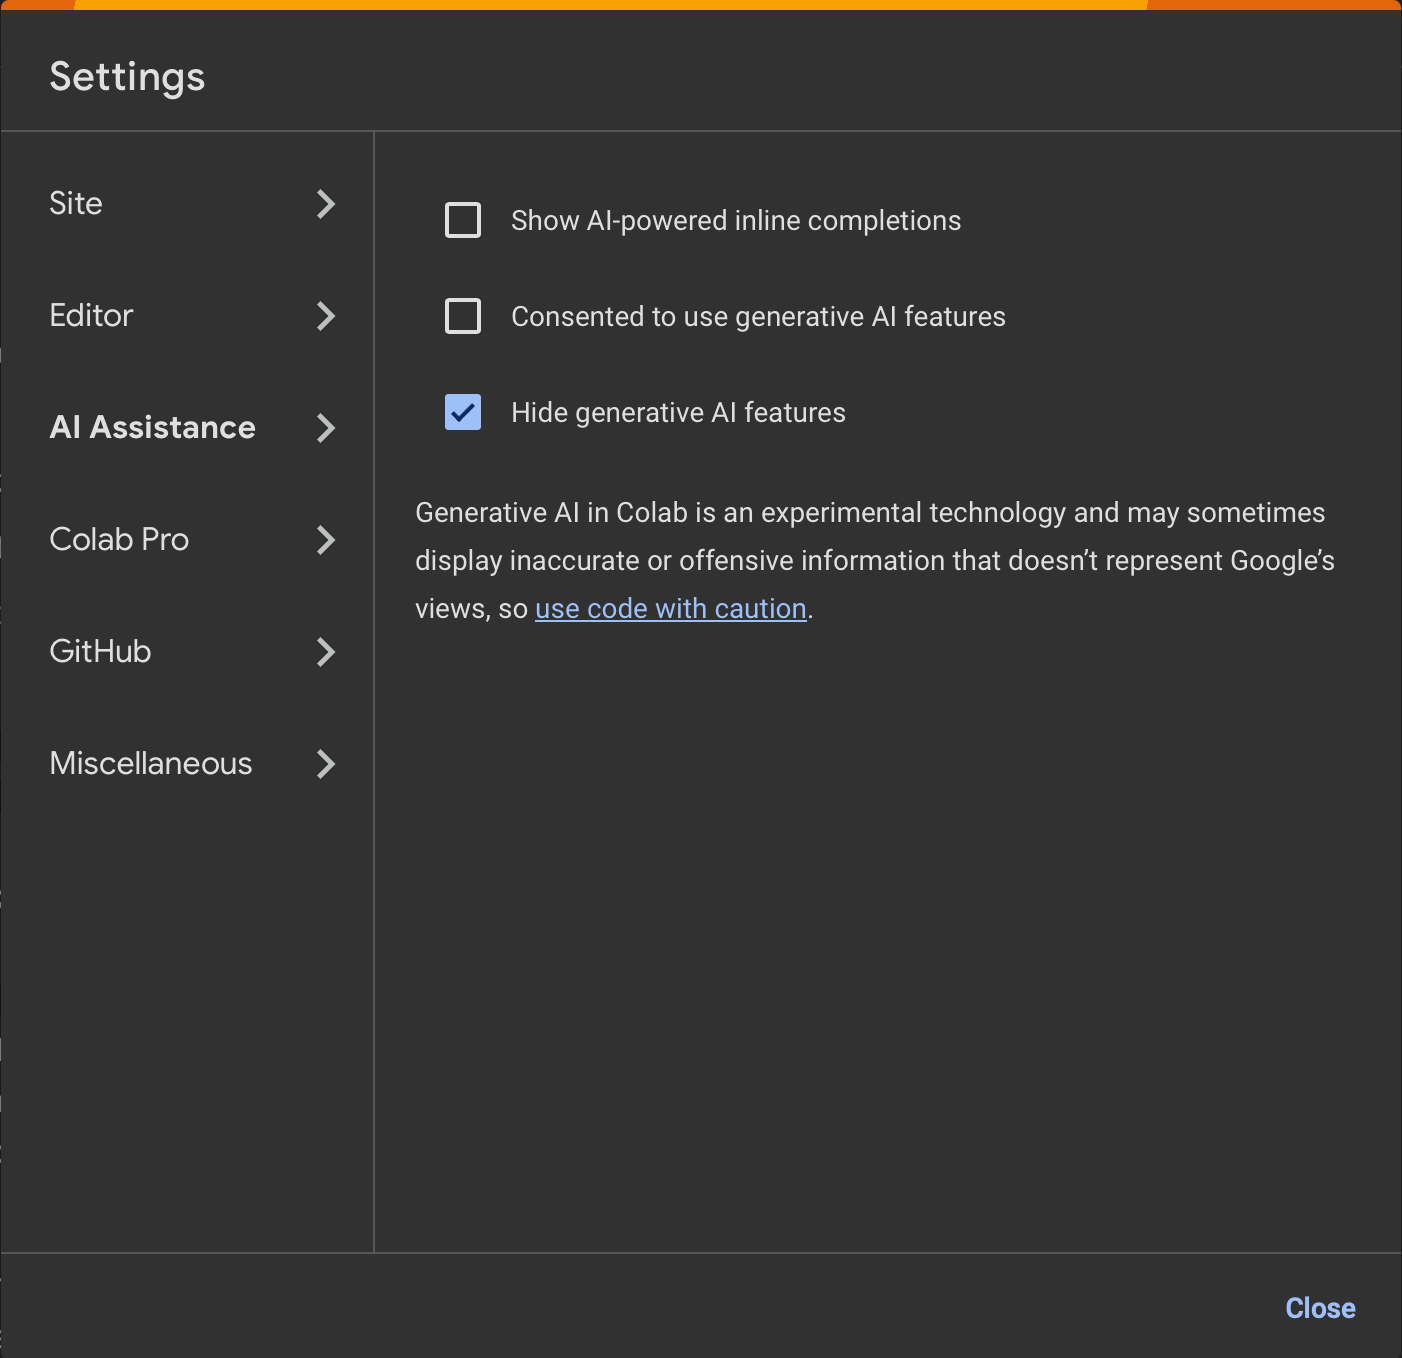 Settings
Site
Editor
AI Assistance
Colab Pro
GitHub
Miscellaneous
Show AI-powered inline completions
Consented to use generative AI features
Hide generative AI features
Generative AI in Colab is an experimental technology and may sometimes
display inaccurate or offensive information that doesn’t represent Google’s
views, so use code with caution.
Close